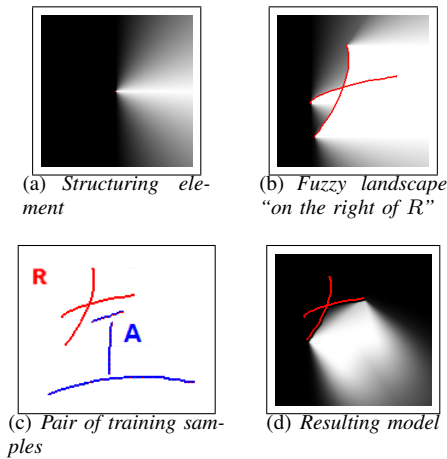 (a) Structuring ele-
ment
(b) Fuzzy landscape
“on the right of R”
R
A
(c) Pair of training sam-
ples
(d) Resulting model